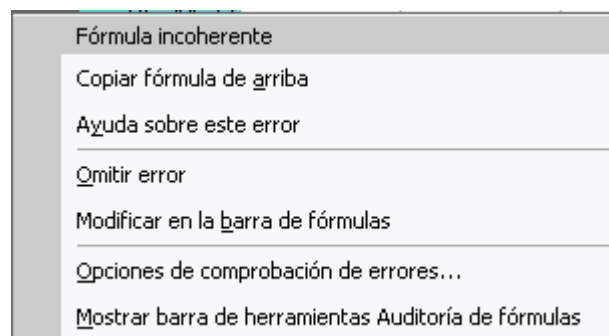 Fórmula incoherente
Copiar fórmula de arriba
Ayuda sobre este error
Omitir error
Modificar en la barra de fórmulas
Opciones de comprobación de errores...
Mostrar barra de herramientas Auditoría de fórmulas